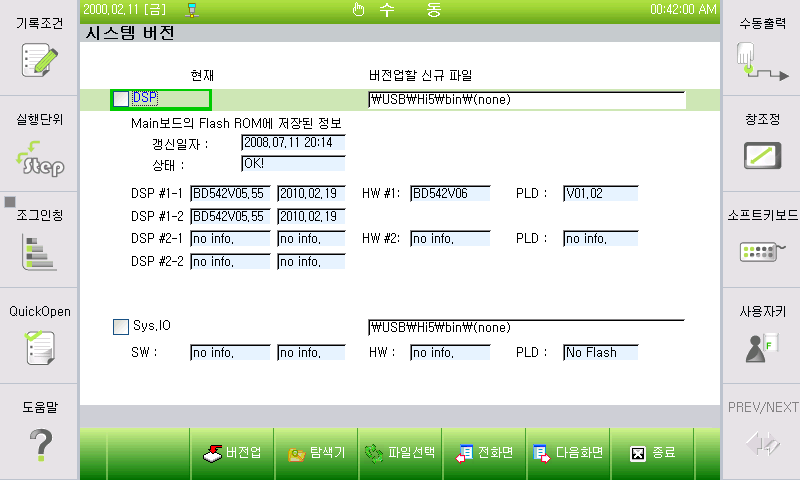 2000.02.11 [금] 수 동 00:42:00 AM
시스템 버전
기록조건
실행단위
Step
조그인칭
QuickOpen
도움말
현재 버전업할 신규 파일
DSP ₩USB₩Hi5₩bin₩(none)
Main보드의 Flash ROM에 저장된 정보
갱신일자 : 2008.07.11 20:14
상태 : OK!
DSP #1-1 BD542V05.55 2010.02.19 HW #1: BD542V06 PLD : V01.02
DSP #1-2 BD542V05.55 2010.02.19
DSP #2-1 no info. no info. HW #2: no info. PLD : no info.
DSP #2-2 no info. no info.
Sys.IO ₩USB₩Hi5₩bin₩(none)
SW : no info. no info. HW : no info. PLD : No Flash
수동출력
창조정
소프트키보드
사용자키
F
PREV/NEXT
버전업 탐색기 파일선택 전화면 다음화면 종료